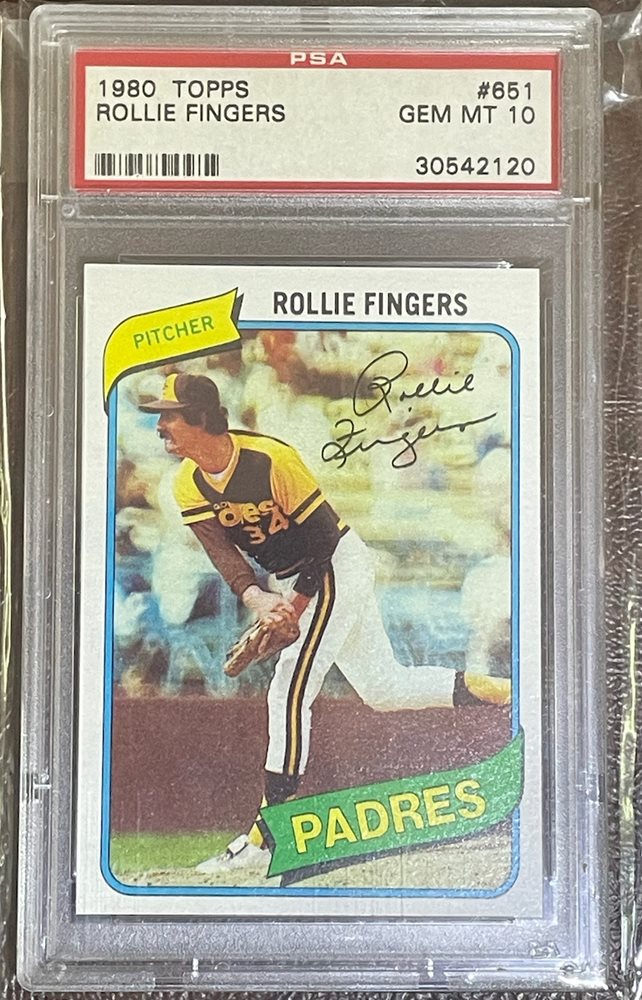 PSA
1980 TOPPS #651
ROLLIE FINGERS GEM MT 10
30542120
ROLLIE FINGERS
PITCHER
Rollie
Fingers
34
PADRES